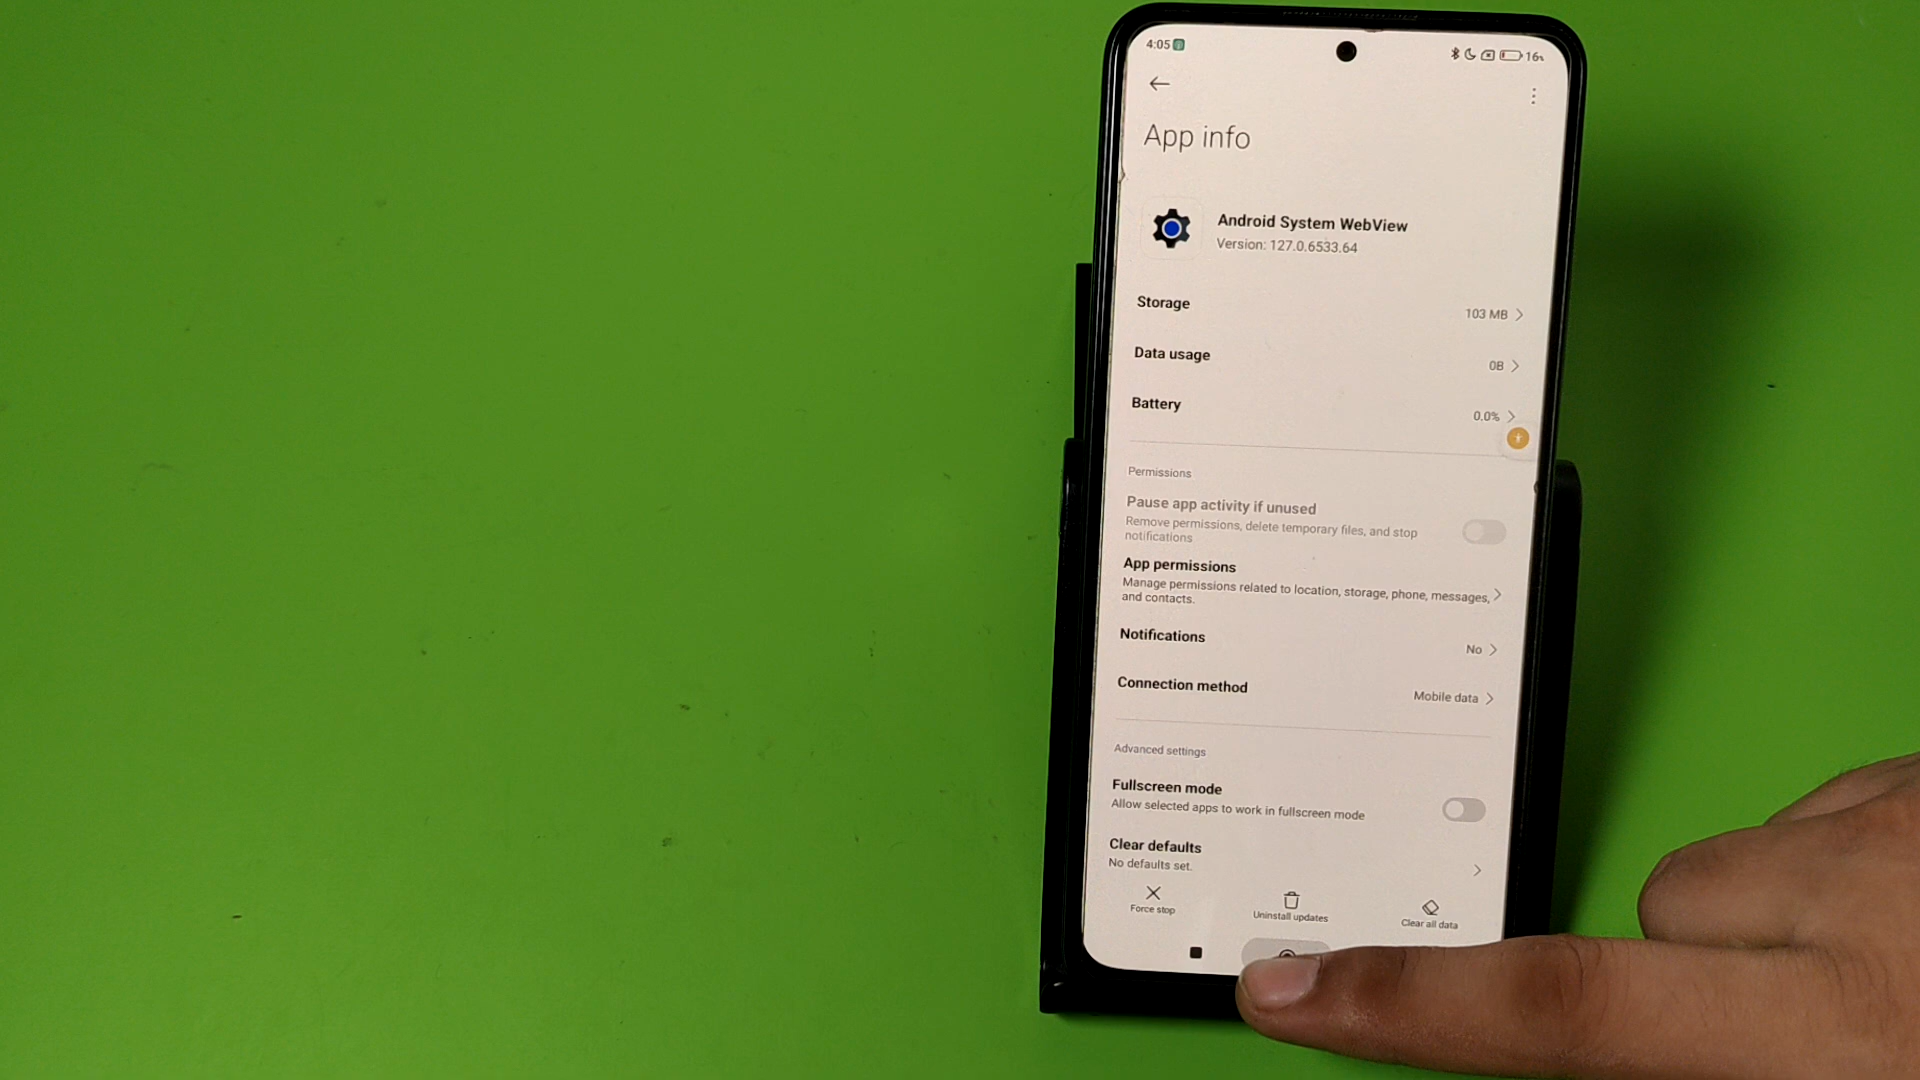 4:05
16%
App info
Android System WebView
Version: 127.0.6533.64
Storage
103 MB
Data usage
0B
Battery
0.0%
Permissions
Pause app activity if unused
Remove permissions, delete temporary files, and stop
notifications
App permissions
Manage permissions related to location, storage, phone, messages,
and contacts.
Notifications
No
Connection method
Mobile data
Advanced settings
Fullscreen mode
Allow selected apps to work in fullscreen mode
Clear defaults
No defaults set.
Force stop
Uninstall updates
Clear all data